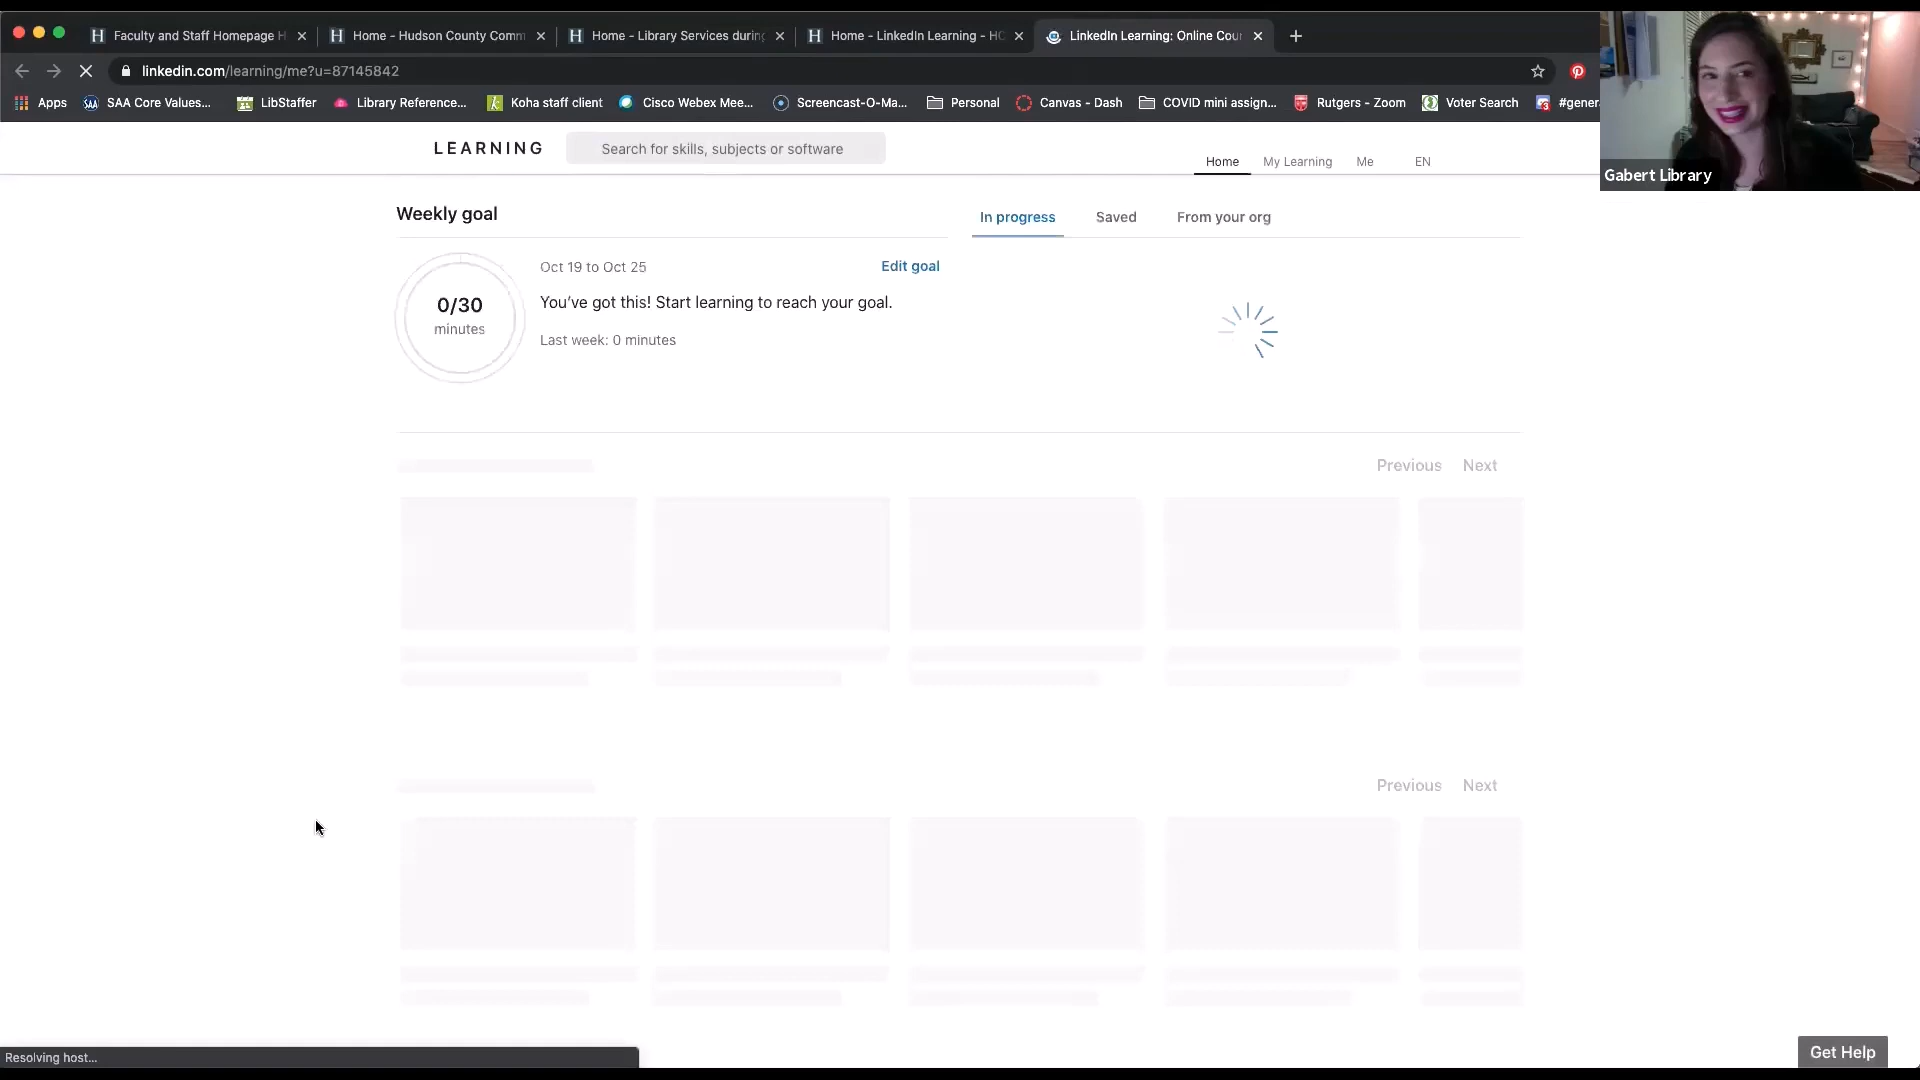 Faculty and Staff Homepage H
Home - Hudson County Comm
Home - Library Services during
Home - LinkedIn Learning - HC
LinkedIn Learning: Online Cou
linkedin.com/learning/me?u=87145842
Apps
SAA Core Values...
LibStaffer
Library Reference...
Koha staff client
Cisco Webex Mee...
Screencast-O-Ma...
Personal
Canvas - Dash
COVID mini assign...
Rutgers - Zoom
Voter Search
#gener
Gabert Library
LEARNING
Search for skills, subjects or software
Home
My Learning
Me
EN
Weekly goal
In progress
Saved
From your org
Oct 19 to Oct 25
Edit goal
0/30
minutes
You've got this! Start learning to reach your goal.
Last week: 0 minutes
Previous
Next
Previous
Next
Resolving host...
Get Help